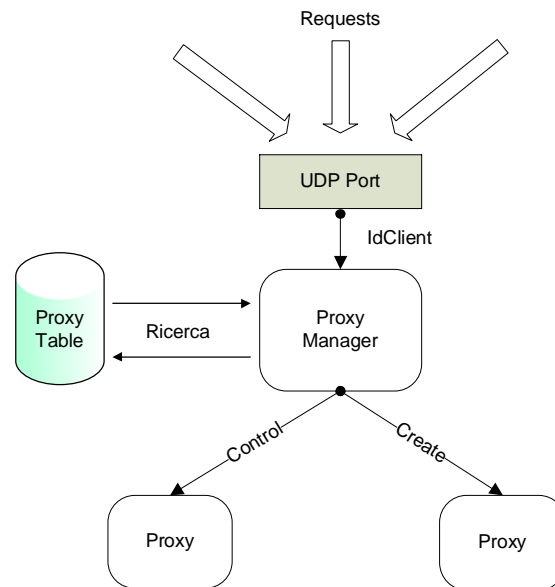 Requests
UDP Port
IdClient
Proxy
Table
Ricerca
Proxy
Manager
Control
Create
Proxy
Proxy